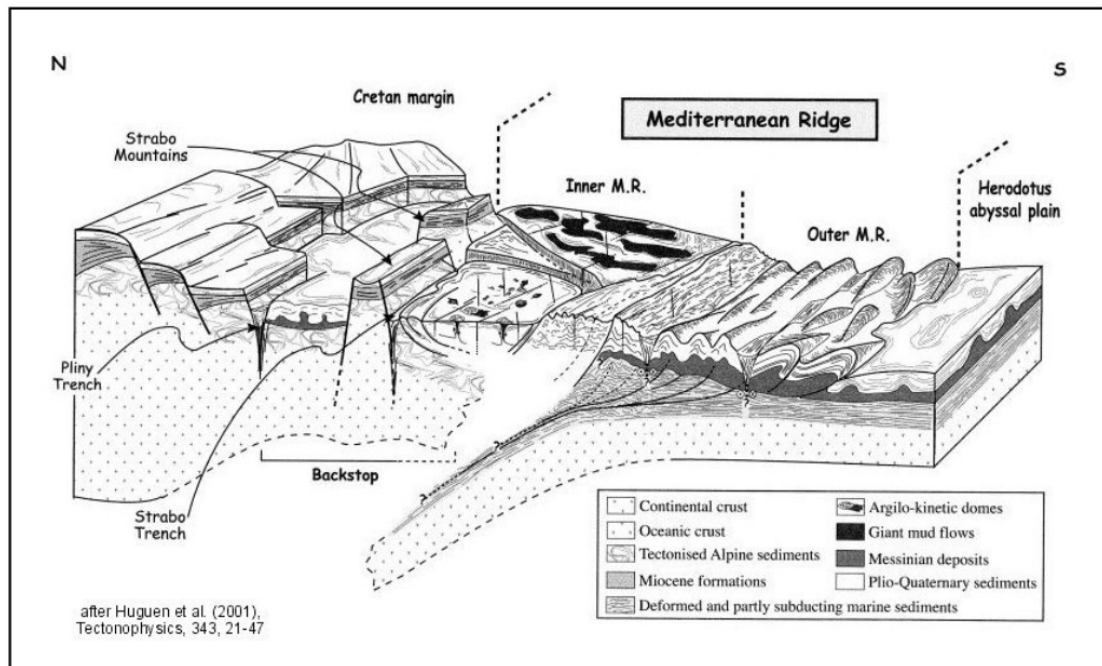 N
S
Cretan margin
Mediterranean Ridge
Strabo
Mountains
Inner M.R.
Herodotus
abyssal plain
Outer M.R.
Pliny
Trench
Backstop
Strabo
Trench
?
?
?
?
Continental crust
Oceanic crust
Tectonised Alpine sediments
Miocene formations
Deformed and partly subducting marine sediments
Argilo-kinetic domes
Giant mud flows
Messinian deposits
Plio-Quaternary sediments
after Huguen et al. (2001),
Tectonophysics, 343, 21-47